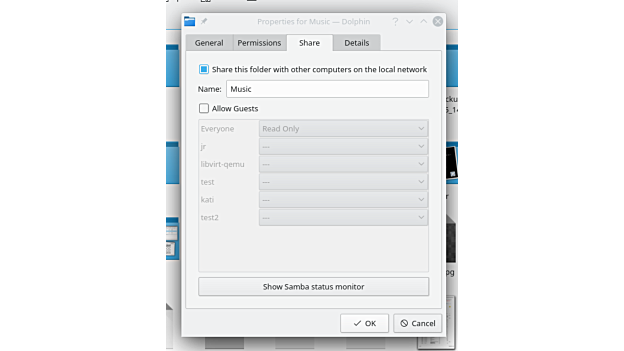 Properties for Music — Dolphin
General Permissions Share Details
Share this folder with other computers on the local network
Name: Music
Allow Guests
Everyone Read Only
jr ---
libvirt-qemu ---
test ---
kati ---
test2 ---
Show Samba status monitor
OK Cancel